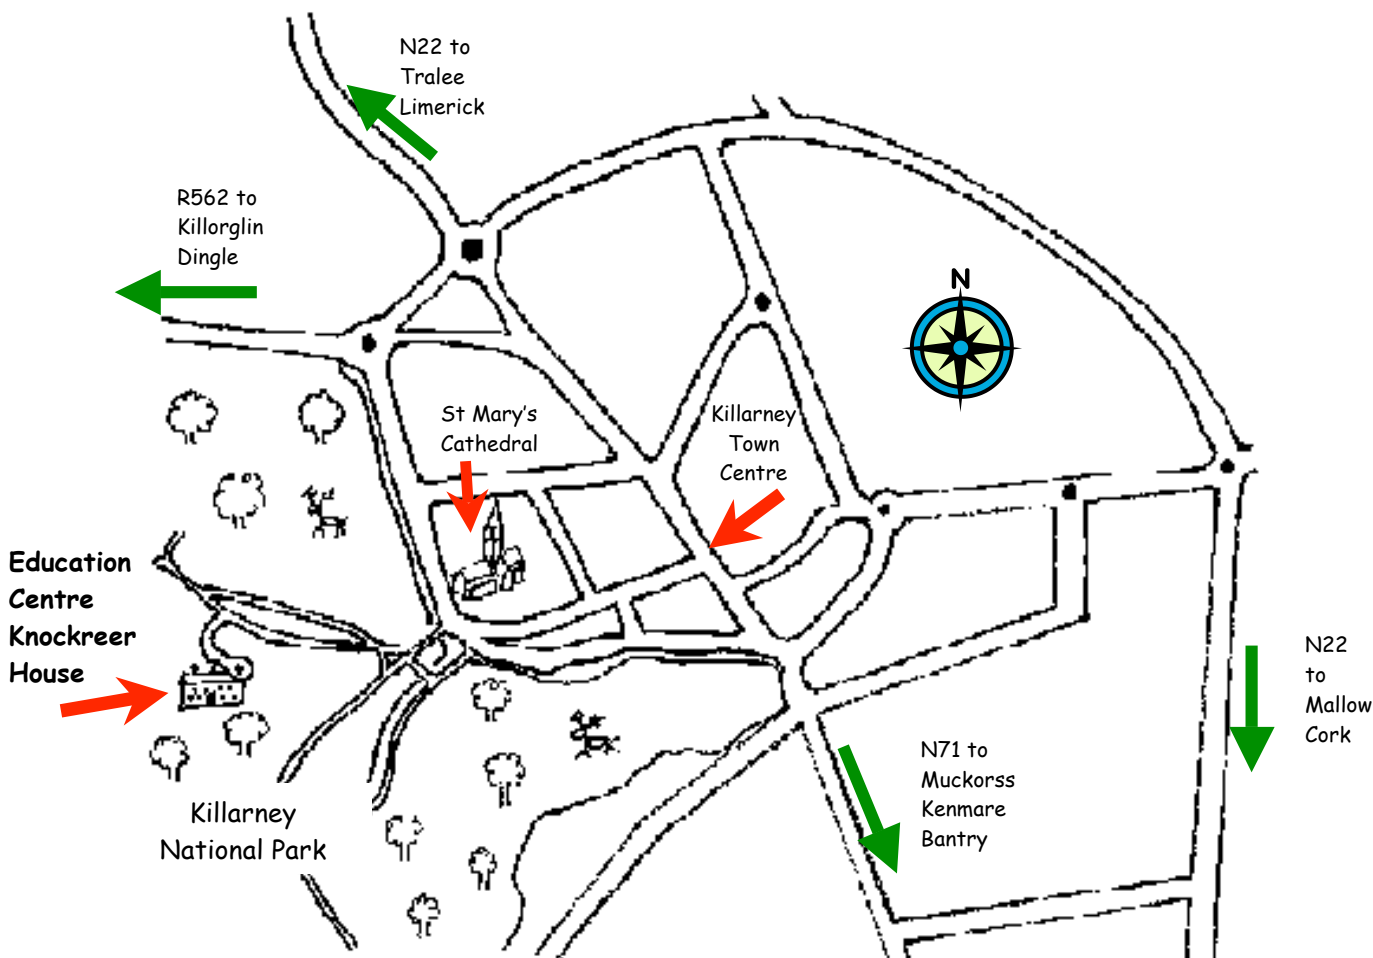 N22 to
Tralee
Limerick
R562 to
Killorglin
Dingle
N
St Mary's
Cathedral
Killarney
Town
Centre
Education
Centre
Knockreer
House
N22
to
Mallow
Cork
N71 to
Muckorss
Kenmare
Bantry
Killarney
National Park